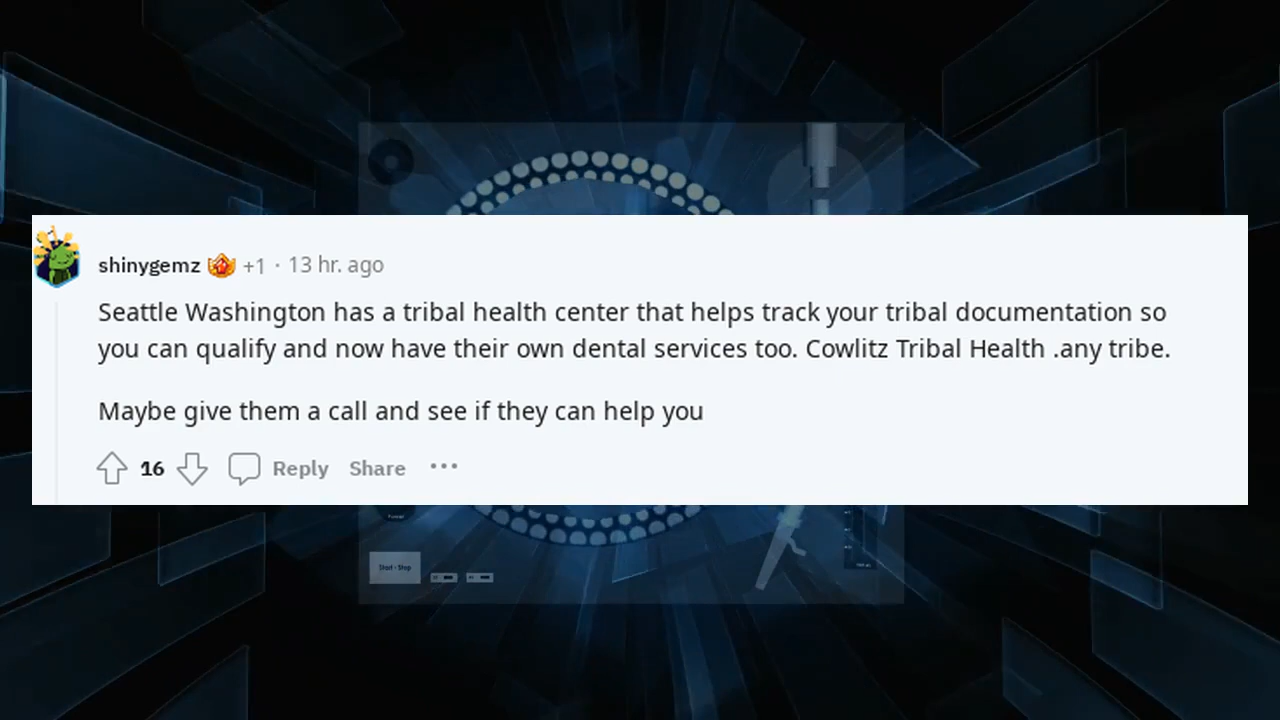 shinygemz +1 · 13 hr. ago
Seattle Washington has a tribal health center that helps track your tribal documentation so
you can qualify and now have their own dental services too. Cowlitz Tribal Health .any tribe.
Maybe give them a call and see if they can help you
16 Reply Share
Start - Stop